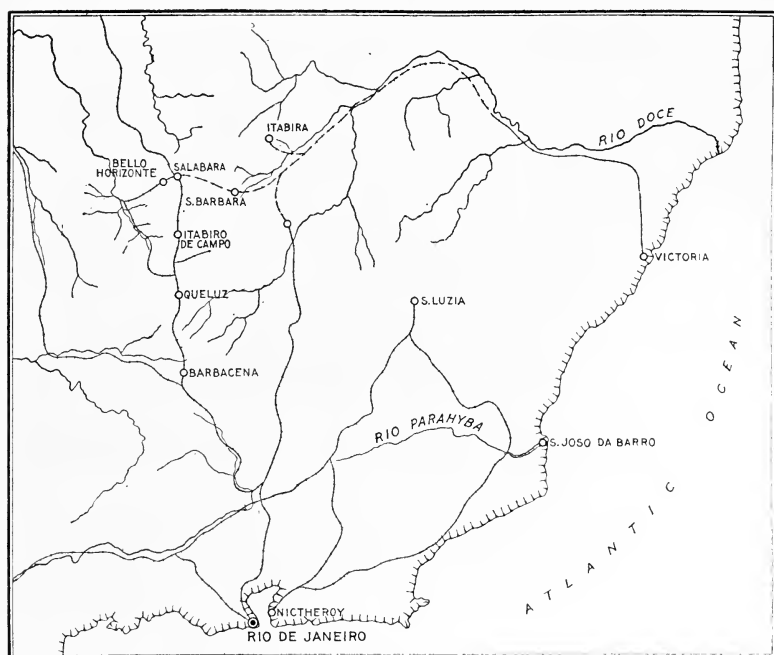 ITABIRA
RIO DOCE
BELLO
HORIZONTE
SALABARA
S. BARBARA
ITABIRO
DE CAMPO
VICTORIA
QUELUZ
S. LUZIA
OCEAN
BARBACENA
RIO PARAHYBA
S. JOSO DA BARRO
ATLANTIC
NICTHEROY
RIO DE JANEIRO